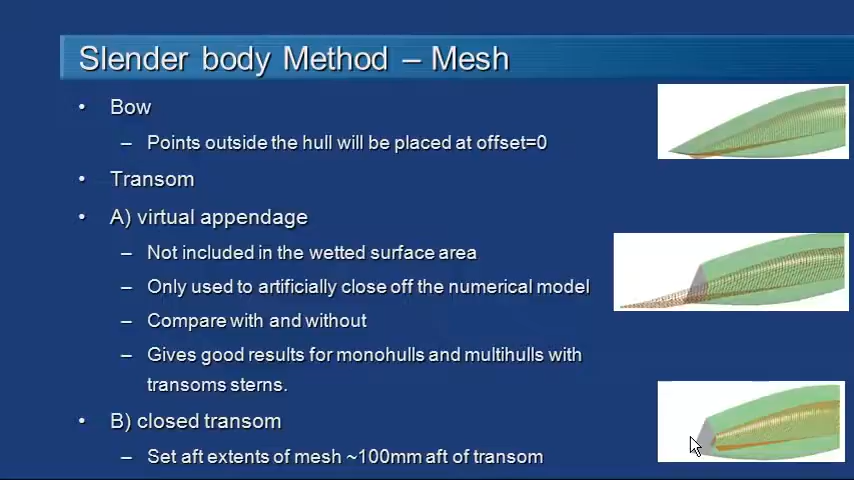 Slender body Method – Mesh
• Bow
– Points outside the hull will be placed at offset=0
• Transom
• A) virtual appendage
– Not included in the wetted surface area
– Only used to artificially close off the numerical model
– Compare with and without
– Gives good results for monohulls and multihulls with
transoms sterns.
• B) closed transom
– Set aft extents of mesh ~100mm aft of transom